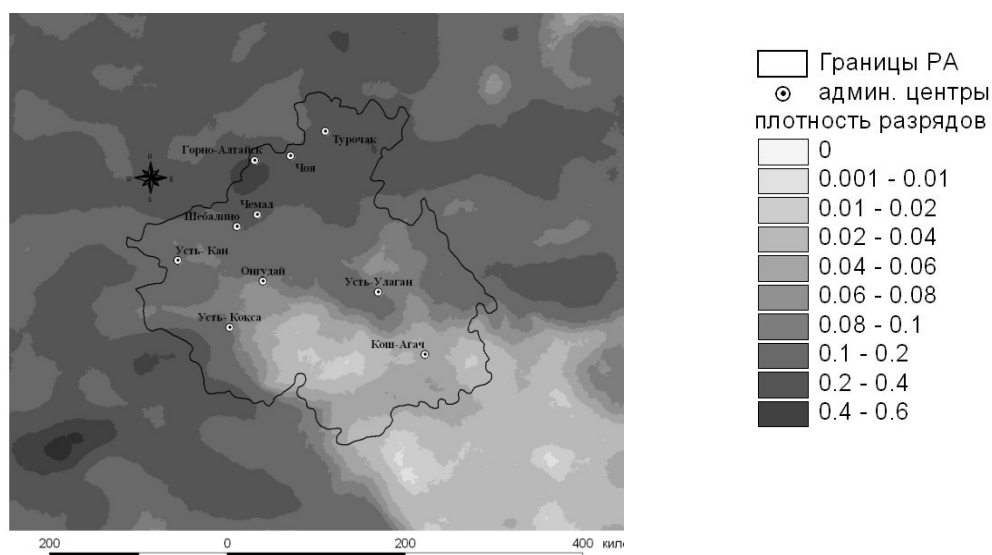 Турочак
Горно-Алтайск
Чоя
Чемал
Шебалино
Усть- Кан
Онгудай
Усть-Улаган
Усть- Кокса
Кош-Агач
200
0
200
400
Границы РА
админ. центры
плотность разрядов
0
0.001 - 0.01
0.01 - 0.02
0.02 - 0.04
0.04 - 0.06
0.06 - 0.08
0.08 - 0.1
0.1 - 0.2
0.2 - 0.4
0.4 - 0.6